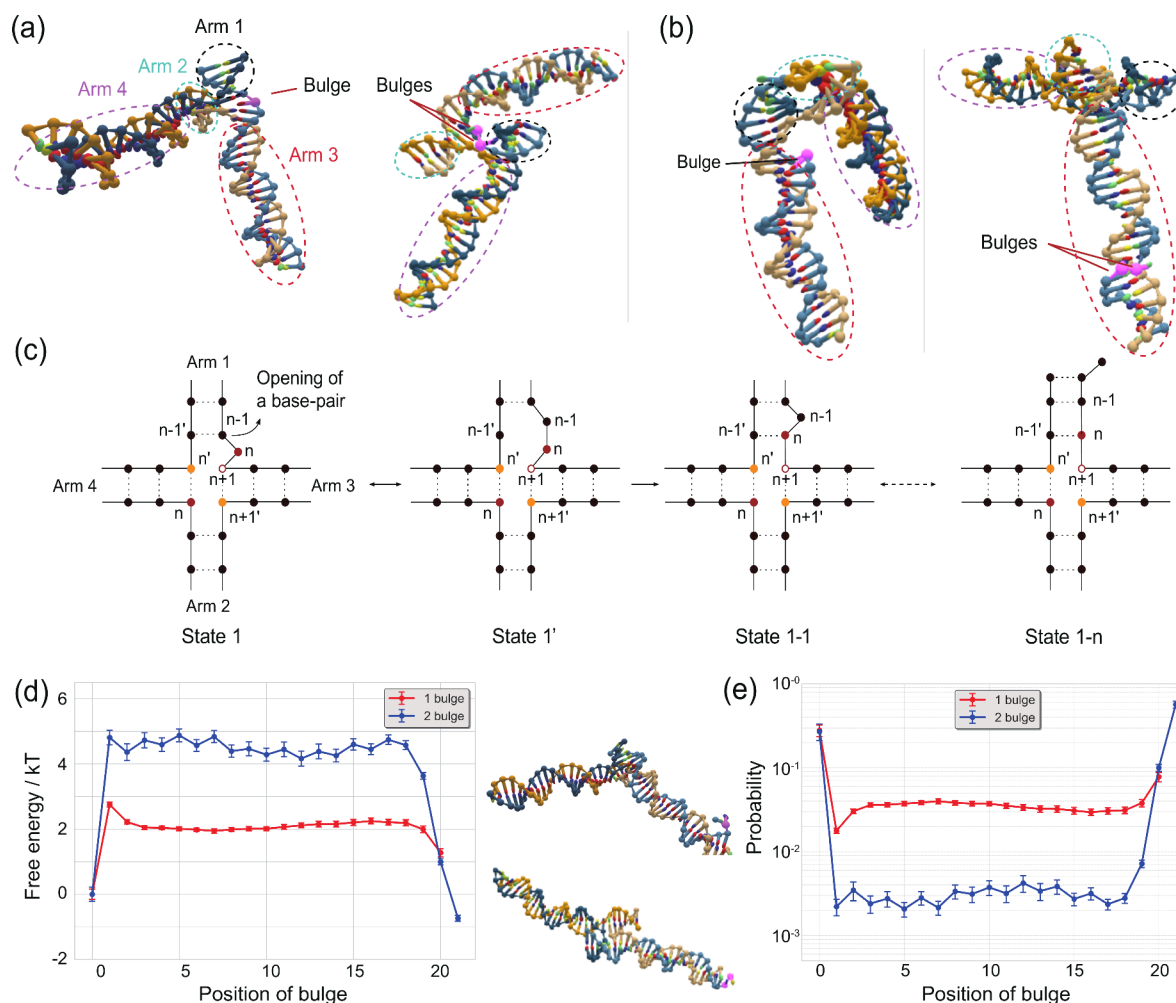 (a)
Arm 1
Arm 2
Arm 4
Bulge
Arm 3
Bulges
(b)
Bulge
Bulges
(c)
Arm 1
Opening of
a base-pair
n-1'
n-1
n
n'
n+1
Arm 4
Arm 3
n
n+1'
Arm 2
State 1
n-1'
n-1
n
n'
n+1
n
n+1'
State 1'
n-1'
n-1
n
n'
n+1
n
n+1'
State 1-1
n-1'
n-1
n
n'
n+1
n
n+1'
State 1-n
(d)
Free energy / kT
6
4
2
0
-2
0
5
10
15
20
Position of bulge
1 bulge
2 bulge
(e)
Probability
10⁻⁰
10⁻¹
10⁻²
10⁻³
0
5
10
15
20
Position of bulge
1 bulge
2 bulge